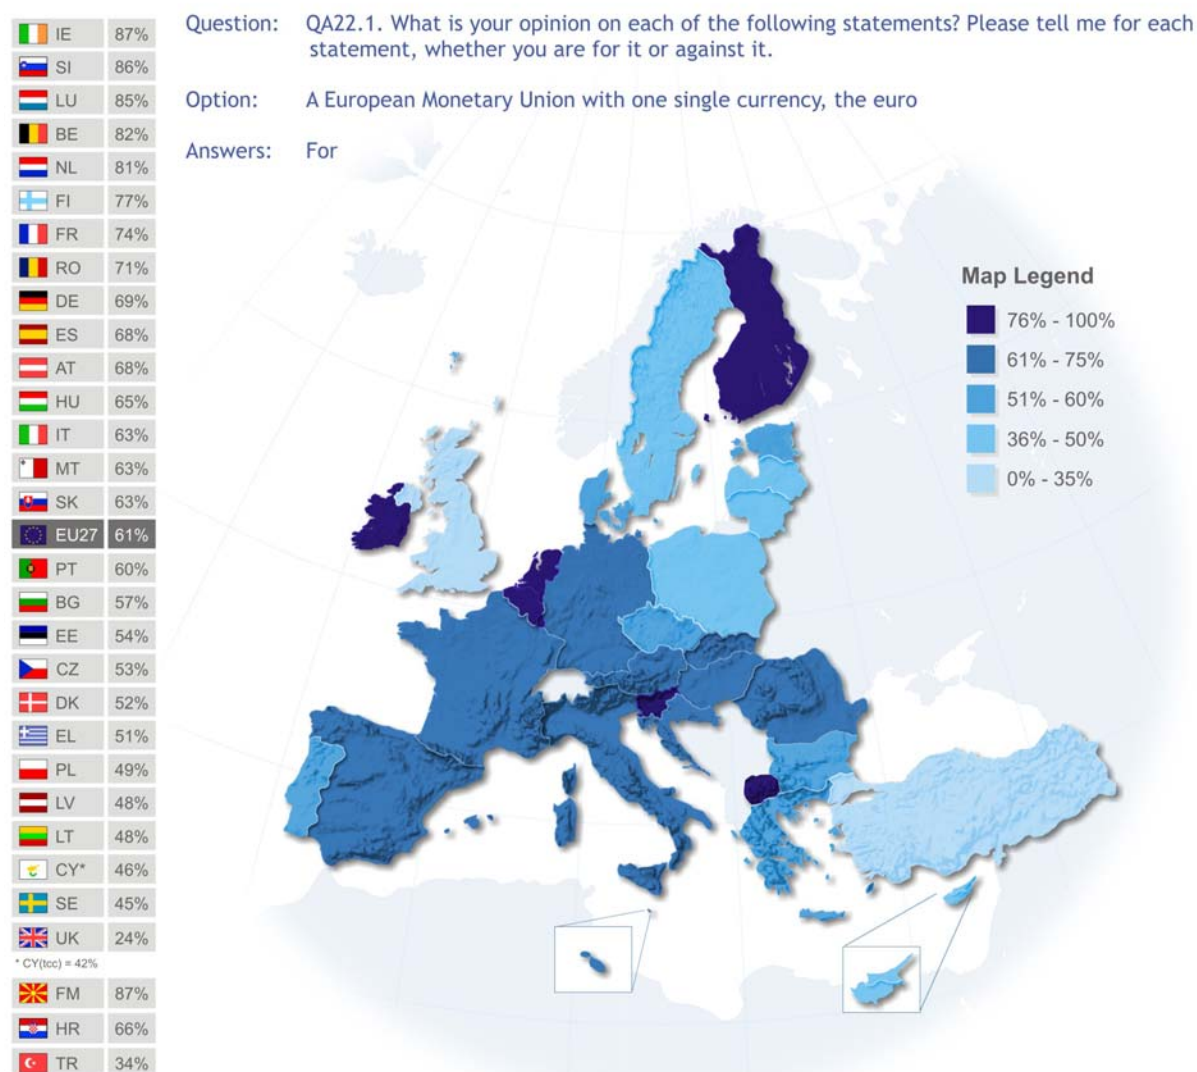 IE 87%
SI 86%
LU 85%
BE 82%
NL 81%
FI 77%
FR 74%
RO 71%
DE 69%
ES 68%
AT 68%
HU 65%
IT 63%
MT 63%
SK 63%
EU27 61%
PT 60%
BG 57%
EE 54%
CZ 53%
DK 52%
EL 51%
PL 49%
LV 48%
LT 48%
CY* 46%
SE 45%
UK 24%
* CY(tcc) = 42%
FM 87%
HR 66%
TR 34%
Question: QA22.1. What is your opinion on each of the following statements? Please tell me for each
statement, whether you are for it or against it.
Option: A European Monetary Union with one single currency, the euro
Answers: For
Map Legend
76% - 100%
61% - 75%
51% - 60%
36% - 50%
0% - 35%